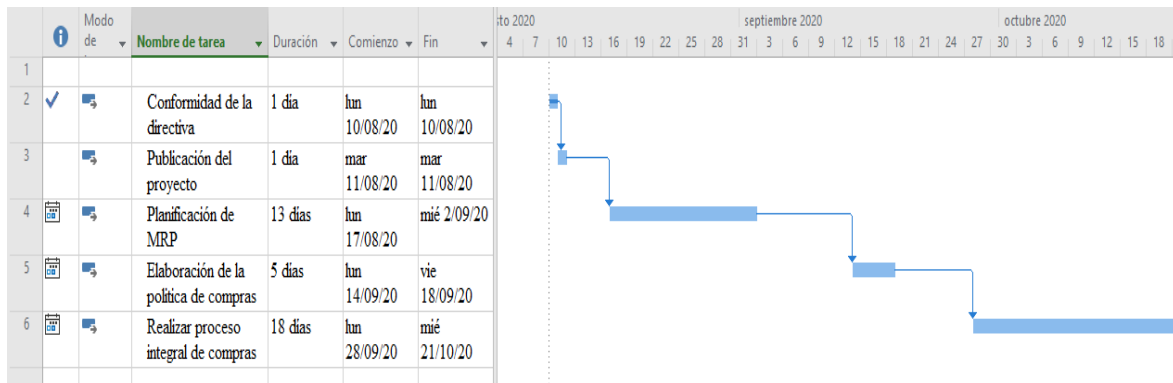 Modo
de
Nombre de tarea
Duración
Comienzo
Fin
to 2020
septiembre 2020
octubre 2020
4 7 10 13 16 19 22 25 28 31 3 6 9 12 15 18 21 24 27 30 3 6 9 12 15 18
1
2 Conformidad de la 1 día lun lun
directiva 10/08/20 10/08/20
3 Publicación del 1 día mar mar
proyecto 11/08/20 11/08/20
4 Planificación de 13 días lun mié 2/09/20
MRP 17/08/20
5 Elaboración de la 5 días lun vie
política de compras 14/09/20 18/09/20
6 Realizar proceso 18 días lun mié
integral de compras 28/09/20 21/10/20